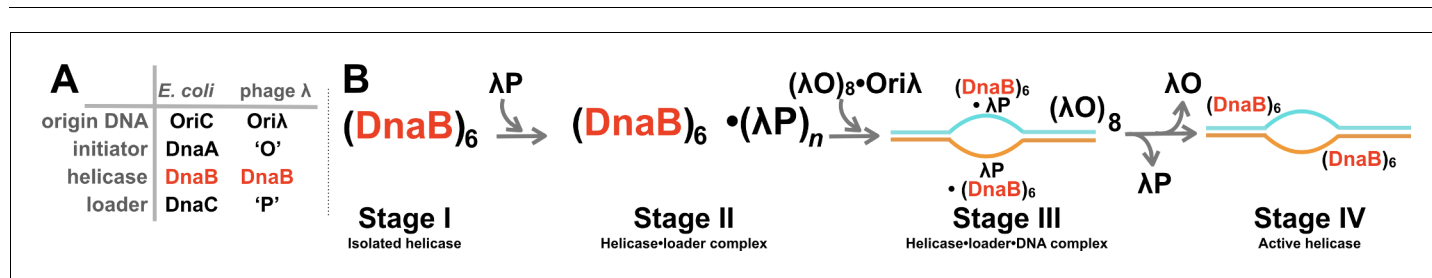 A
E. coli phage λ
origin DNA OriC Oriλ
initiator DnaA ‘O’
helicase DnaB DnaB
loader DnaC ‘P’
B
(DnaB)6
λP
(DnaB)6 •(λP)n
(λO)8•Oriλ
(DnaB)6
• λP
(λO)8
λP
• (DnaB)6
λO
λP
(DnaB)6
(DnaB)6
Stage I
Isolated helicase
Stage II
Helicase•loader complex
Stage III
Helicase•loader•DNA complex
Stage IV
Active helicase